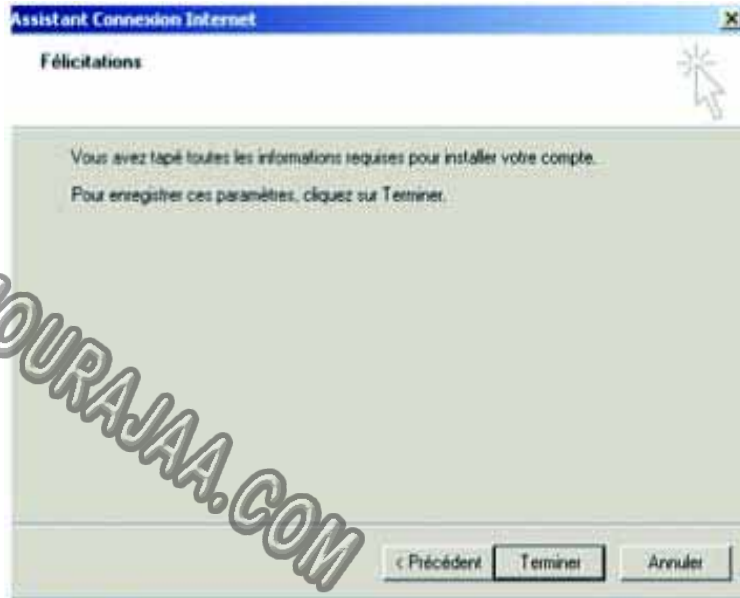 Assistant Connexion Internet
Félicitations
Vous avez tapé toutes les informations requises pour installer votre compte.
Pour enregistrer ces paramètres, cliquez sur Terminer.
OURAJAA.COM
< Précédent Terminer Annuler